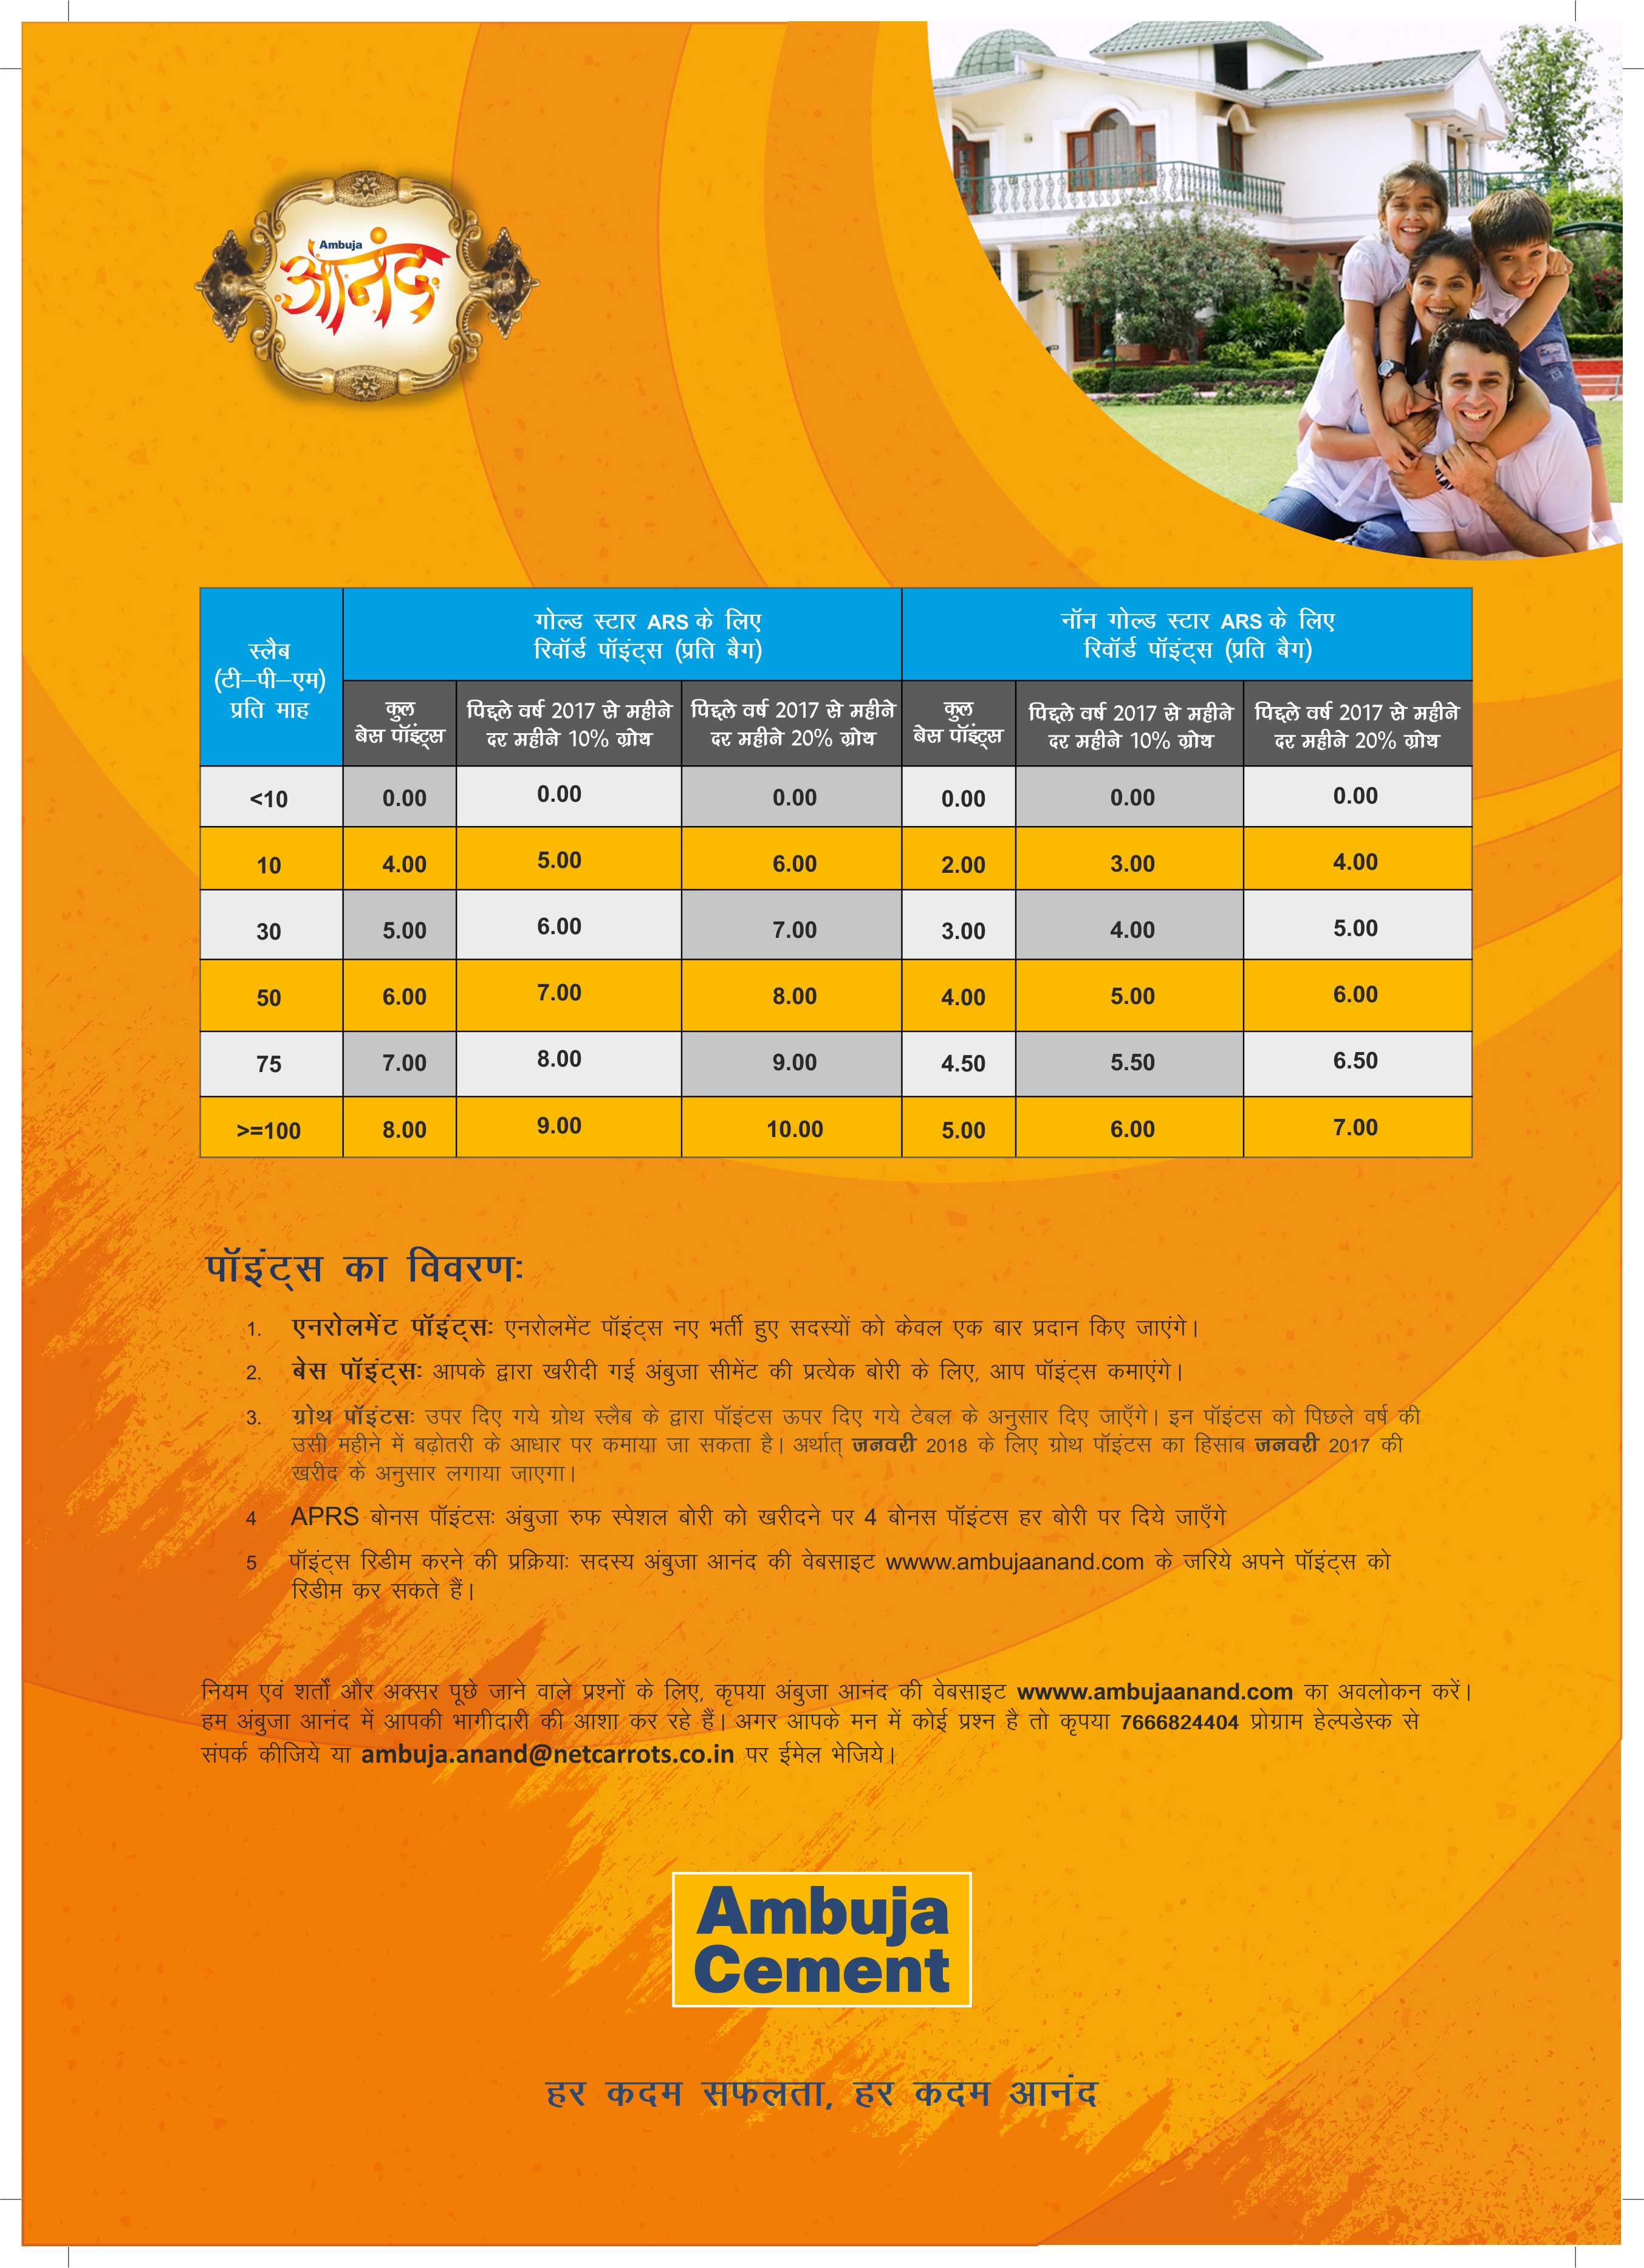 Ambuja
आनंद
स्लैब
(टी–पी–एम)
प्रति माह
गोल्ड स्टार ARS के लिए
रिवॉर्ड पॉइंट्स (प्रति बैग)
नॉन गोल्ड स्टार ARS के लिए
रिवॉर्ड पॉइंट्स (प्रति बैग)
कुल
बेस पॉइंट्स
पिछ्ले वर्ष 2017 से महीने
दर महीने 10% ग्रोथ
पिछ्ले वर्ष 2017 से महीने
दर महीने 20% ग्रोथ
कुल
बेस पॉइंट्स
पिछ्ले वर्ष 2017 से महीने
दर महीने 10% ग्रोथ
पिछ्ले वर्ष 2017 से महीने
दर महीने 20% ग्रोथ
<10 0.00 0.00 0.00 0.00 0.00 0.00
10 4.00 5.00 6.00 2.00 3.00 4.00
30 5.00 6.00 7.00 3.00 4.00 5.00
50 6.00 7.00 8.00 4.00 5.00 6.00
75 7.00 8.00 9.00 4.50 5.50 6.50
>=100 8.00 9.00 10.00 5.00 6.00 7.00
पॉइंट्स का विवरण:
1. एनरोलमेंट पॉइंट्स: एनरोलमेंट पॉइंट्स नए भर्ती हुए सदस्यों को केवल एक बार प्रदान किए जाएंगे।
2. बेस पॉइंट्स: आपके द्वारा खरीदी गई अंबुजा सीमेंट की प्रत्येक बोरी के लिए, आप पॉइंट्स कमाएंगे।
3. ग्रोथ पॉइंटस: उपर दिए गये ग्रोथ स्लैब के द्वारा पॉइंटस ऊपर दिए गये टेबल के अनुसार दिए जाएँगे। इन पॉइंटस को पिछले वर्ष की
उसी महीने में बढ़ोतरी के आधार पर कमाया जा सकता है। अर्थात् जनवरी 2018 के लिए ग्रोथ पॉइंटस का हिसाब जनवरी 2017 की
खरीद के अनुसार लगाया जाएगा।
4 APRS बोनस पॉइंटस: अंबुजा रुफ स्पेशल बोरी को खरीदने पर 4 बोनस पॉइंटस हर बोरी पर दिये जाएँगे
5 पॉइंट्स रिडीम करने की प्रक्रिया: सदस्य अंबुजा आनंद की वेबसाइट wwww.ambujaanand.com के जरिये अपने पॉइंट्स को
रिडीम कर सकते हैं।
नियम एवं शर्तों और अक्सर पूछे जाने वाले प्रश्नों के लिए, कृपया अंबुजा आनंद की वेबसाइट wwww.ambujaanand.com का अवलोकन करें।
हम अंबुजा आनंद में आपकी भागीदारी की आशा कर रहे हैं। अगर आपके मन में कोई प्रश्न है तो कृपया 7666824404 प्रोग्राम हेल्पडेस्क से
संपर्क कीजिये या ambuja.anand@netcarrots.co.in पर ईमेल भेजिये।
Ambuja
Cement
हर कदम सफलता, हर कदम आनंद